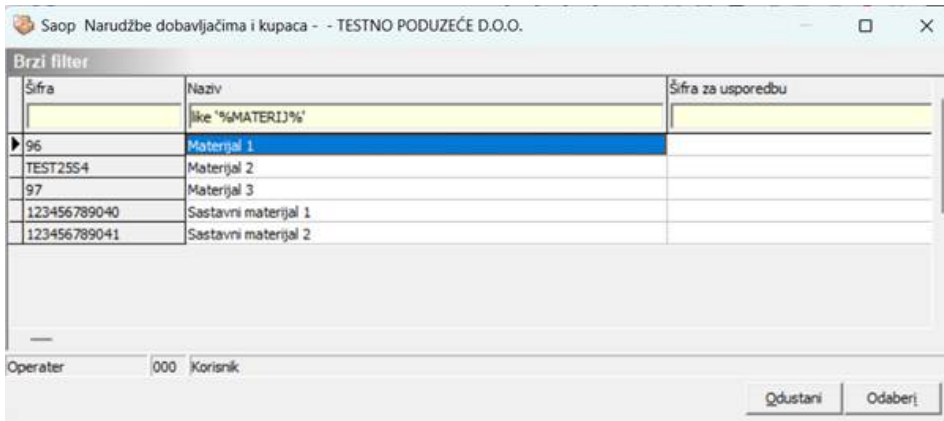 Saop Narudžbe dobavljačima i kupaca - - TESTNO PODUZEĆE D.O.O.
Brzi filter
Šifra Naziv Šifra za usporedbu
like '%MATERIJ%'
96 Materijal 1
TEST25S4 Materijal 2
97 Materijal 3
123456789040 Sastavni materijal 1
123456789041 Sastavni materijal 2
Operater 000 Korisnik
Odustani Odaberi